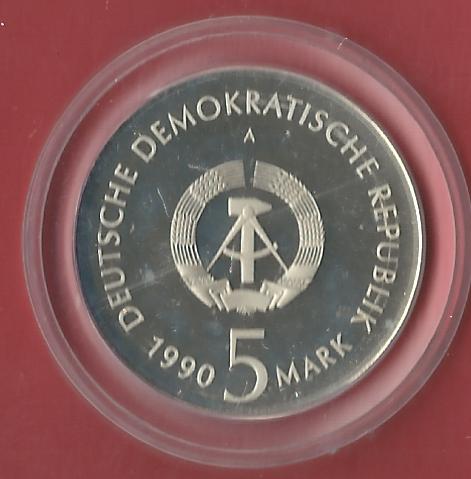 DEUTSCHE DEMOKRATISCHE REPUBLIK
A
1990 5 MARK